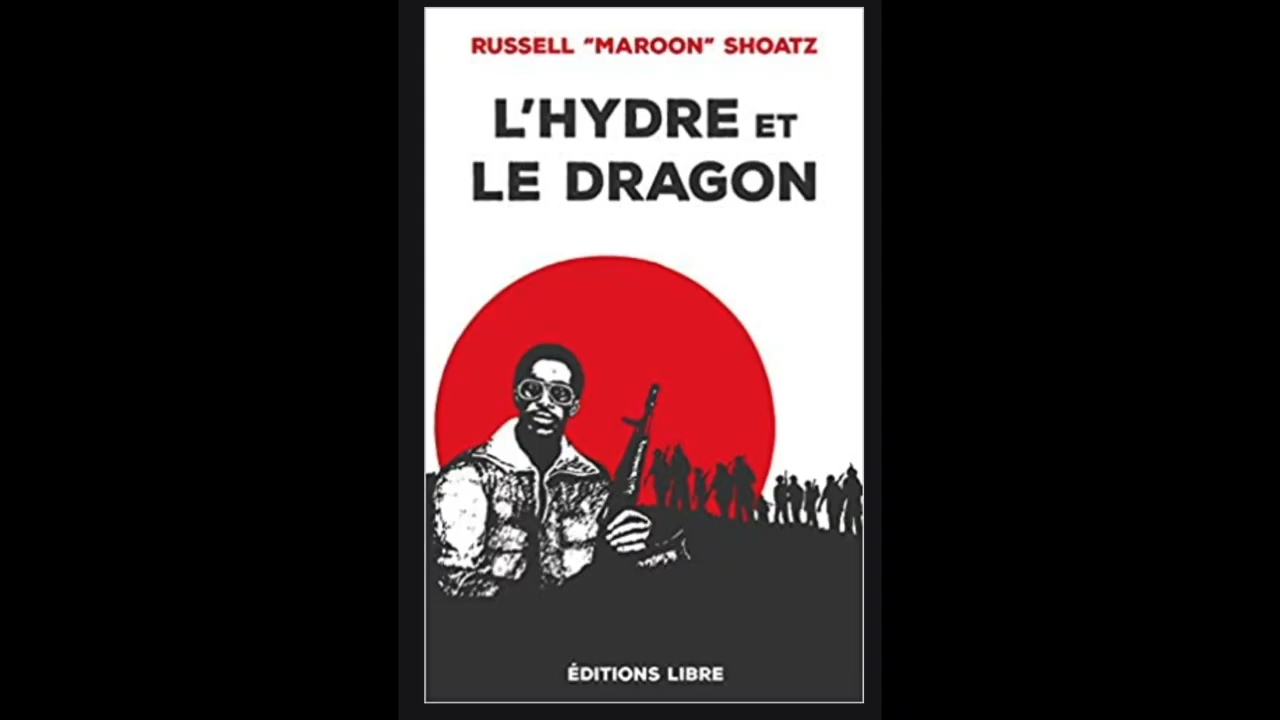 RUSSELL “MAROON” SHOATZ
L’HYDRE ET
LE DRAGON
ÉDITIONS LIBRE